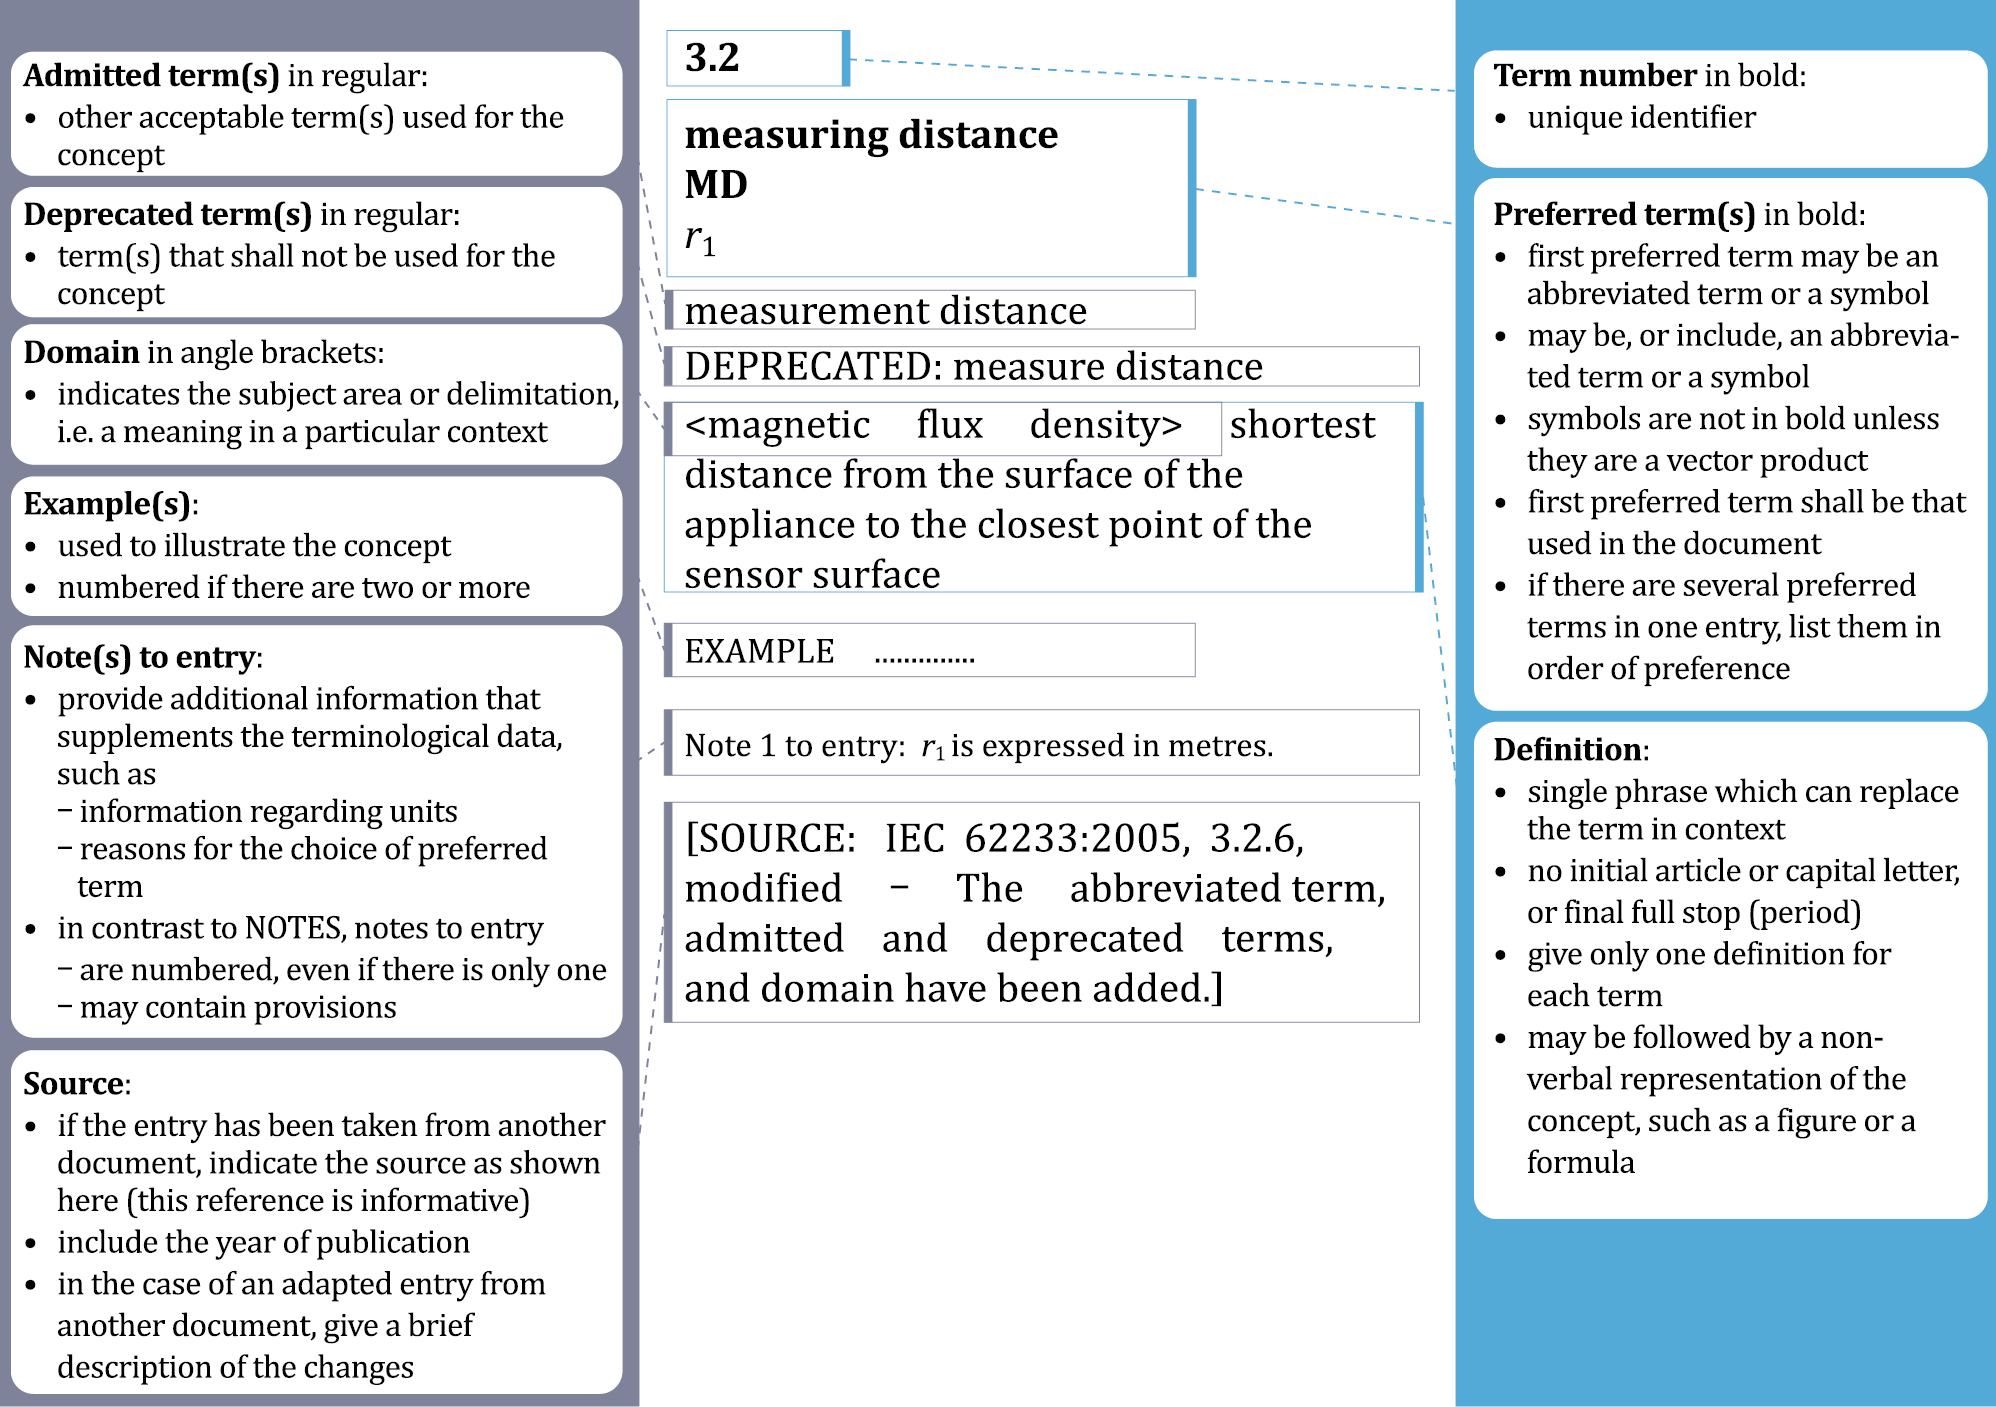 Admitted term(s) in regular:
• other acceptable term(s) used for the
concept
Deprecated term(s) in regular:
• term(s) that shall not be used for the
concept
Domain in angle brackets:
• indicates the subject area or delimitation,
i.e. a meaning in a particular context
Example(s):
• used to illustrate the concept
• numbered if there are two or more
Note(s) to entry:
• provide additional information that
supplements the terminological data,
such as
– information regarding units
– reasons for the choice of preferred
term
• in contrast to NOTES, notes to entry
– are numbered, even if there is only one
– may contain provisions
Source:
• if the entry has been taken from another
document, indicate the source as shown
here (this reference is informative)
• include the year of publication
• in the case of an adapted entry from
another document, give a brief
description of the changes
3.2
measuring distance
MD
r₁
measurement distance
DEPRECATED: measure distance
<magnetic flux density> shortest
distance from the surface of the
appliance to the closest point of the
sensor surface
EXAMPLE ..............
Note 1 to entry: r₁ is expressed in metres.
[SOURCE: IEC 62233:2005, 3.2.6,
modified – The abbreviated term,
admitted and deprecated terms,
and domain have been added.]
Term number in bold:
• unique identifier
Preferred term(s) in bold:
• first preferred term may be an
abbreviated term or a symbol
• may be, or include, an abbrevia-
ted term or a symbol
• symbols are not in bold unless
they are a vector product
• first preferred term shall be that
used in the document
• if there are several preferred
terms in one entry, list them in
order of preference
Definition:
• single phrase which can replace
the term in context
• no initial article or capital letter,
or final full stop (period)
• give only one definition for
each term
• may be followed by a non-
verbal representation of the
concept, such as a figure or a
formula